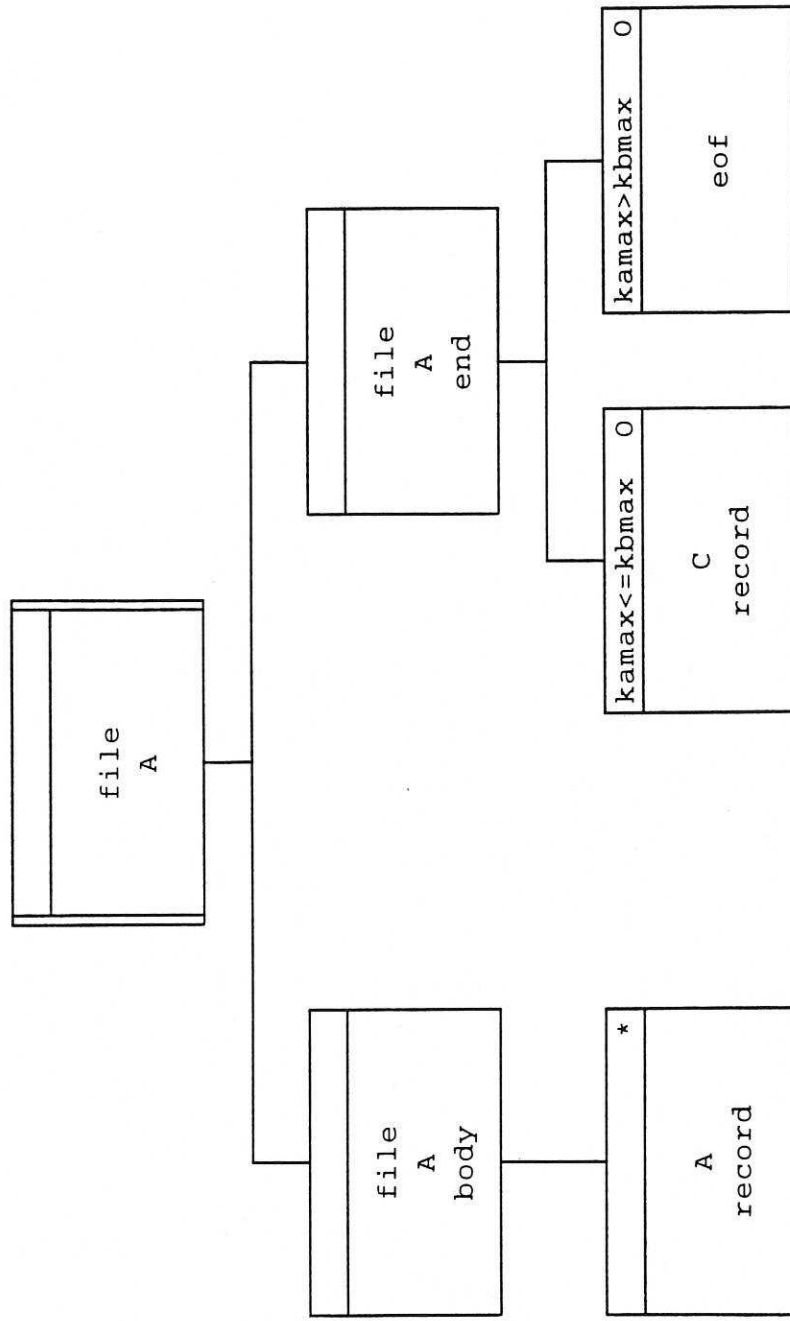 file
A
file
A
body
file
A
end
*
A
record
kamax<=kbmax O
C
record
kamax>kbmax O
eof